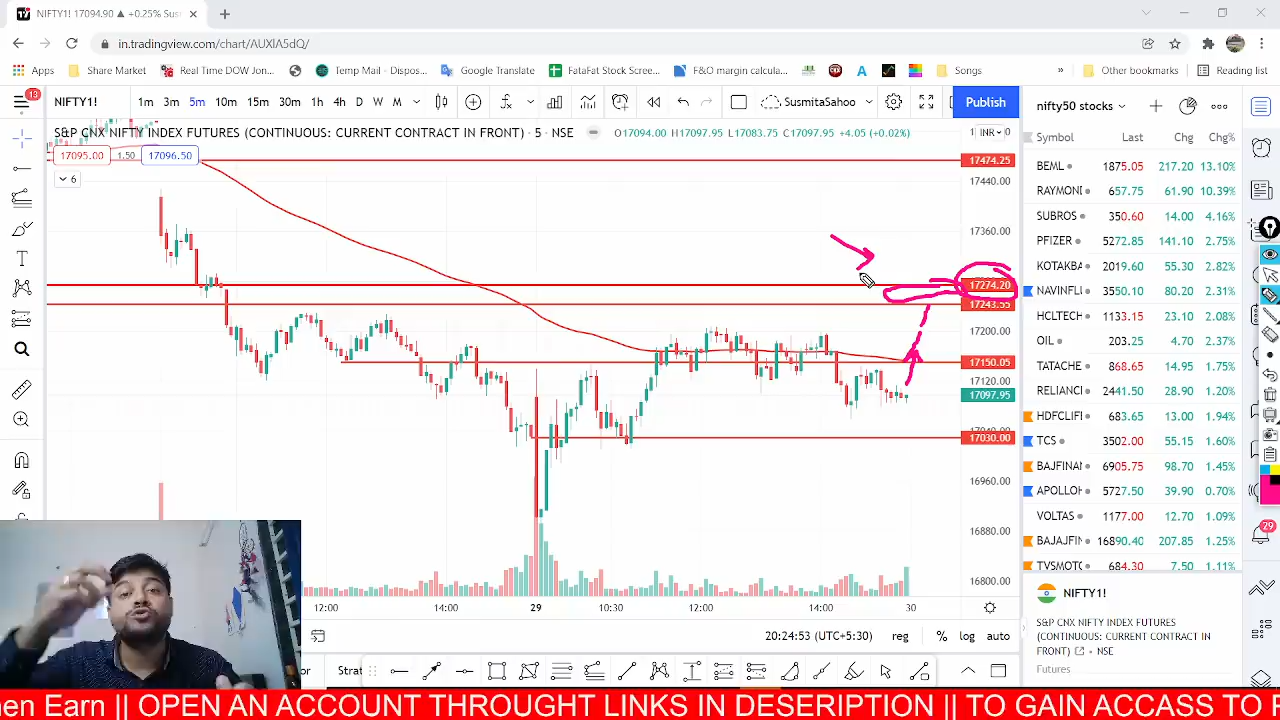 NIFTY1! 17094.90 ▲ +0.25% Sus
in.tradingview.com/chart/AUXlA5dQ/
Apps Share Market Real Time DOW Jon... Temp Mail - Dispos... Google Translate FataFat Stock Scree... F&O margin calcula... Songs » Other bookmarks Reading list
13
NIFTY1! 1m 3m 5m 10m 15m 30m 1h 4h D W M SusmitaSahoo Publish
S&P CNX NIFTY INDEX FUTURES (CONTINUOUS: CURRENT CONTRACT IN FRONT) · 5 · NSE O17094.00 H17097.95 L17083.75 C17097.95 +4.05 (+0.02%)
INR
17095.00 1.50 17096.50
6
17474.25
17440.00
17360.00
17274.20
17243.55
17200.00
17150.05
17120.00
17097.95
17040.00
17030.00
16960.00
16880.00
16800.00
12:00 14:00 29 10:30 12:00 14:00 30
20:24:53 (UTC+5:30) reg % log auto
Strat
nifty50 stocks
Symbol Last Chg Chg%
BEML 1875.05 217.20 13.10%
RAYMONI 657.75 61.90 10.39%
SUBROS 350.60 14.00 4.16%
PFIZER 5272.85 141.10 2.75%
KOTAKBA 2019.60 55.30 2.82%
NAVINFLU 3550.10 80.20 2.31%
HCLTECH 1133.15 23.10 2.08%
OIL 203.25 4.70 2.37%
TATACHE 868.65 14.95 1.75%
RELIANC 2441.50 28.90 1.20%
HDFCLIFI 683.65 13.00 1.94%
TCS 3502.00 55.15 1.60%
BAJFINAN 6905.75 98.70 1.45%
APOLLOH 5727.50 39.90 0.70%
VOLTAS 1177.00 12.70 1.09%
BAJAJFIN 16890.40 207.85 1.25%
TVSMOTO 684.30 7.50 1.11%
29
NIFTY1!
S&P CNX NIFTY INDEX FUTURES
(CONTINUOUS: CURRENT CONTRACT IN
FRONT) NSE
Futures
en Earn || OPEN AN ACCOUNT THROUGHT LINKS IN DESCRIPTION || TO GAIN ACCASS TO